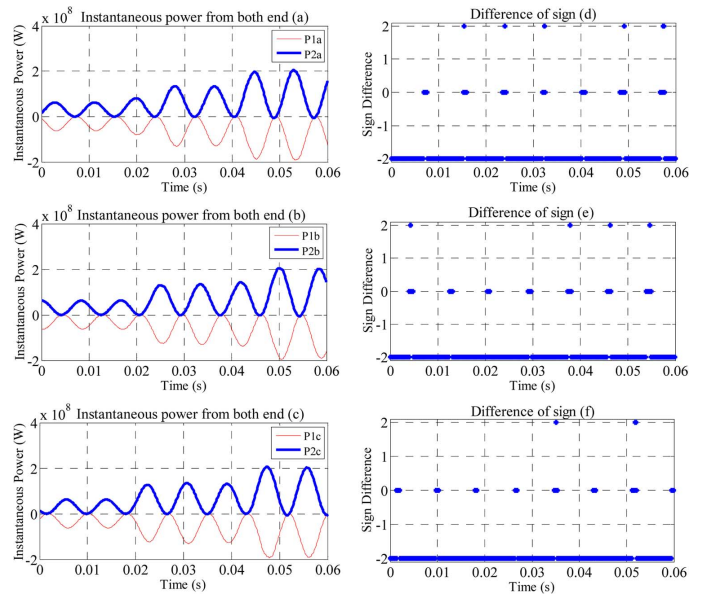 x 10⁸ Instantaneous power from both end (a)
Instantaneous Power (W)
4
2
0
-2
P1a
P2a
0 0.01 0.02 0.03 0.04 0.05 0.06
Time (s)
Difference of sign (d)
Sign Difference
2
1
0
-1
-2
0 0.01 0.02 0.03 0.04 0.05 0.06
Time (s)
x 10⁸ Instantaneous power from both end (b)
Instantaneous Power (W)
4
2
0
-2
P1b
P2b
0 0.01 0.02 0.03 0.04 0.05 0.06
Time (s)
Difference of sign (e)
Sign Difference
2
1
0
-1
-2
0 0.01 0.02 0.03 0.04 0.05 0.06
Time (s)
x 10⁸ Instantaneous power from both end (c)
Instantaneous Power (W)
4
2
0
-2
P1c
P2c
0 0.01 0.02 0.03 0.04 0.05 0.06
Time (s)
Difference of sign (f)
Sign Difference
2
1
0
-1
-2
0 0.01 0.02 0.03 0.04 0.05 0.06
Time (s)